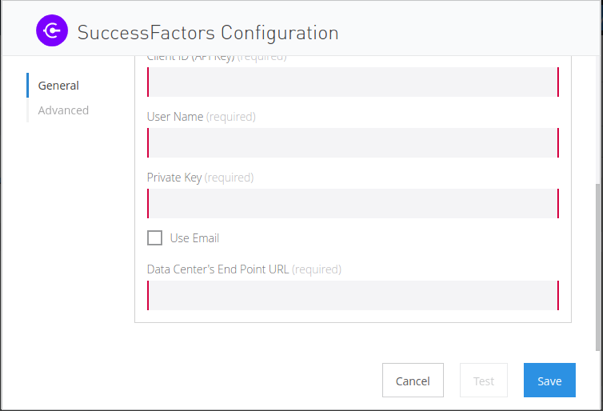 SuccessFactors Configuration
General
Advanced
Client ID (API Key) (required)
User Name (required)
Private Key (required)
Use Email
Data Center's End Point URL (required)
Cancel
Test
Save